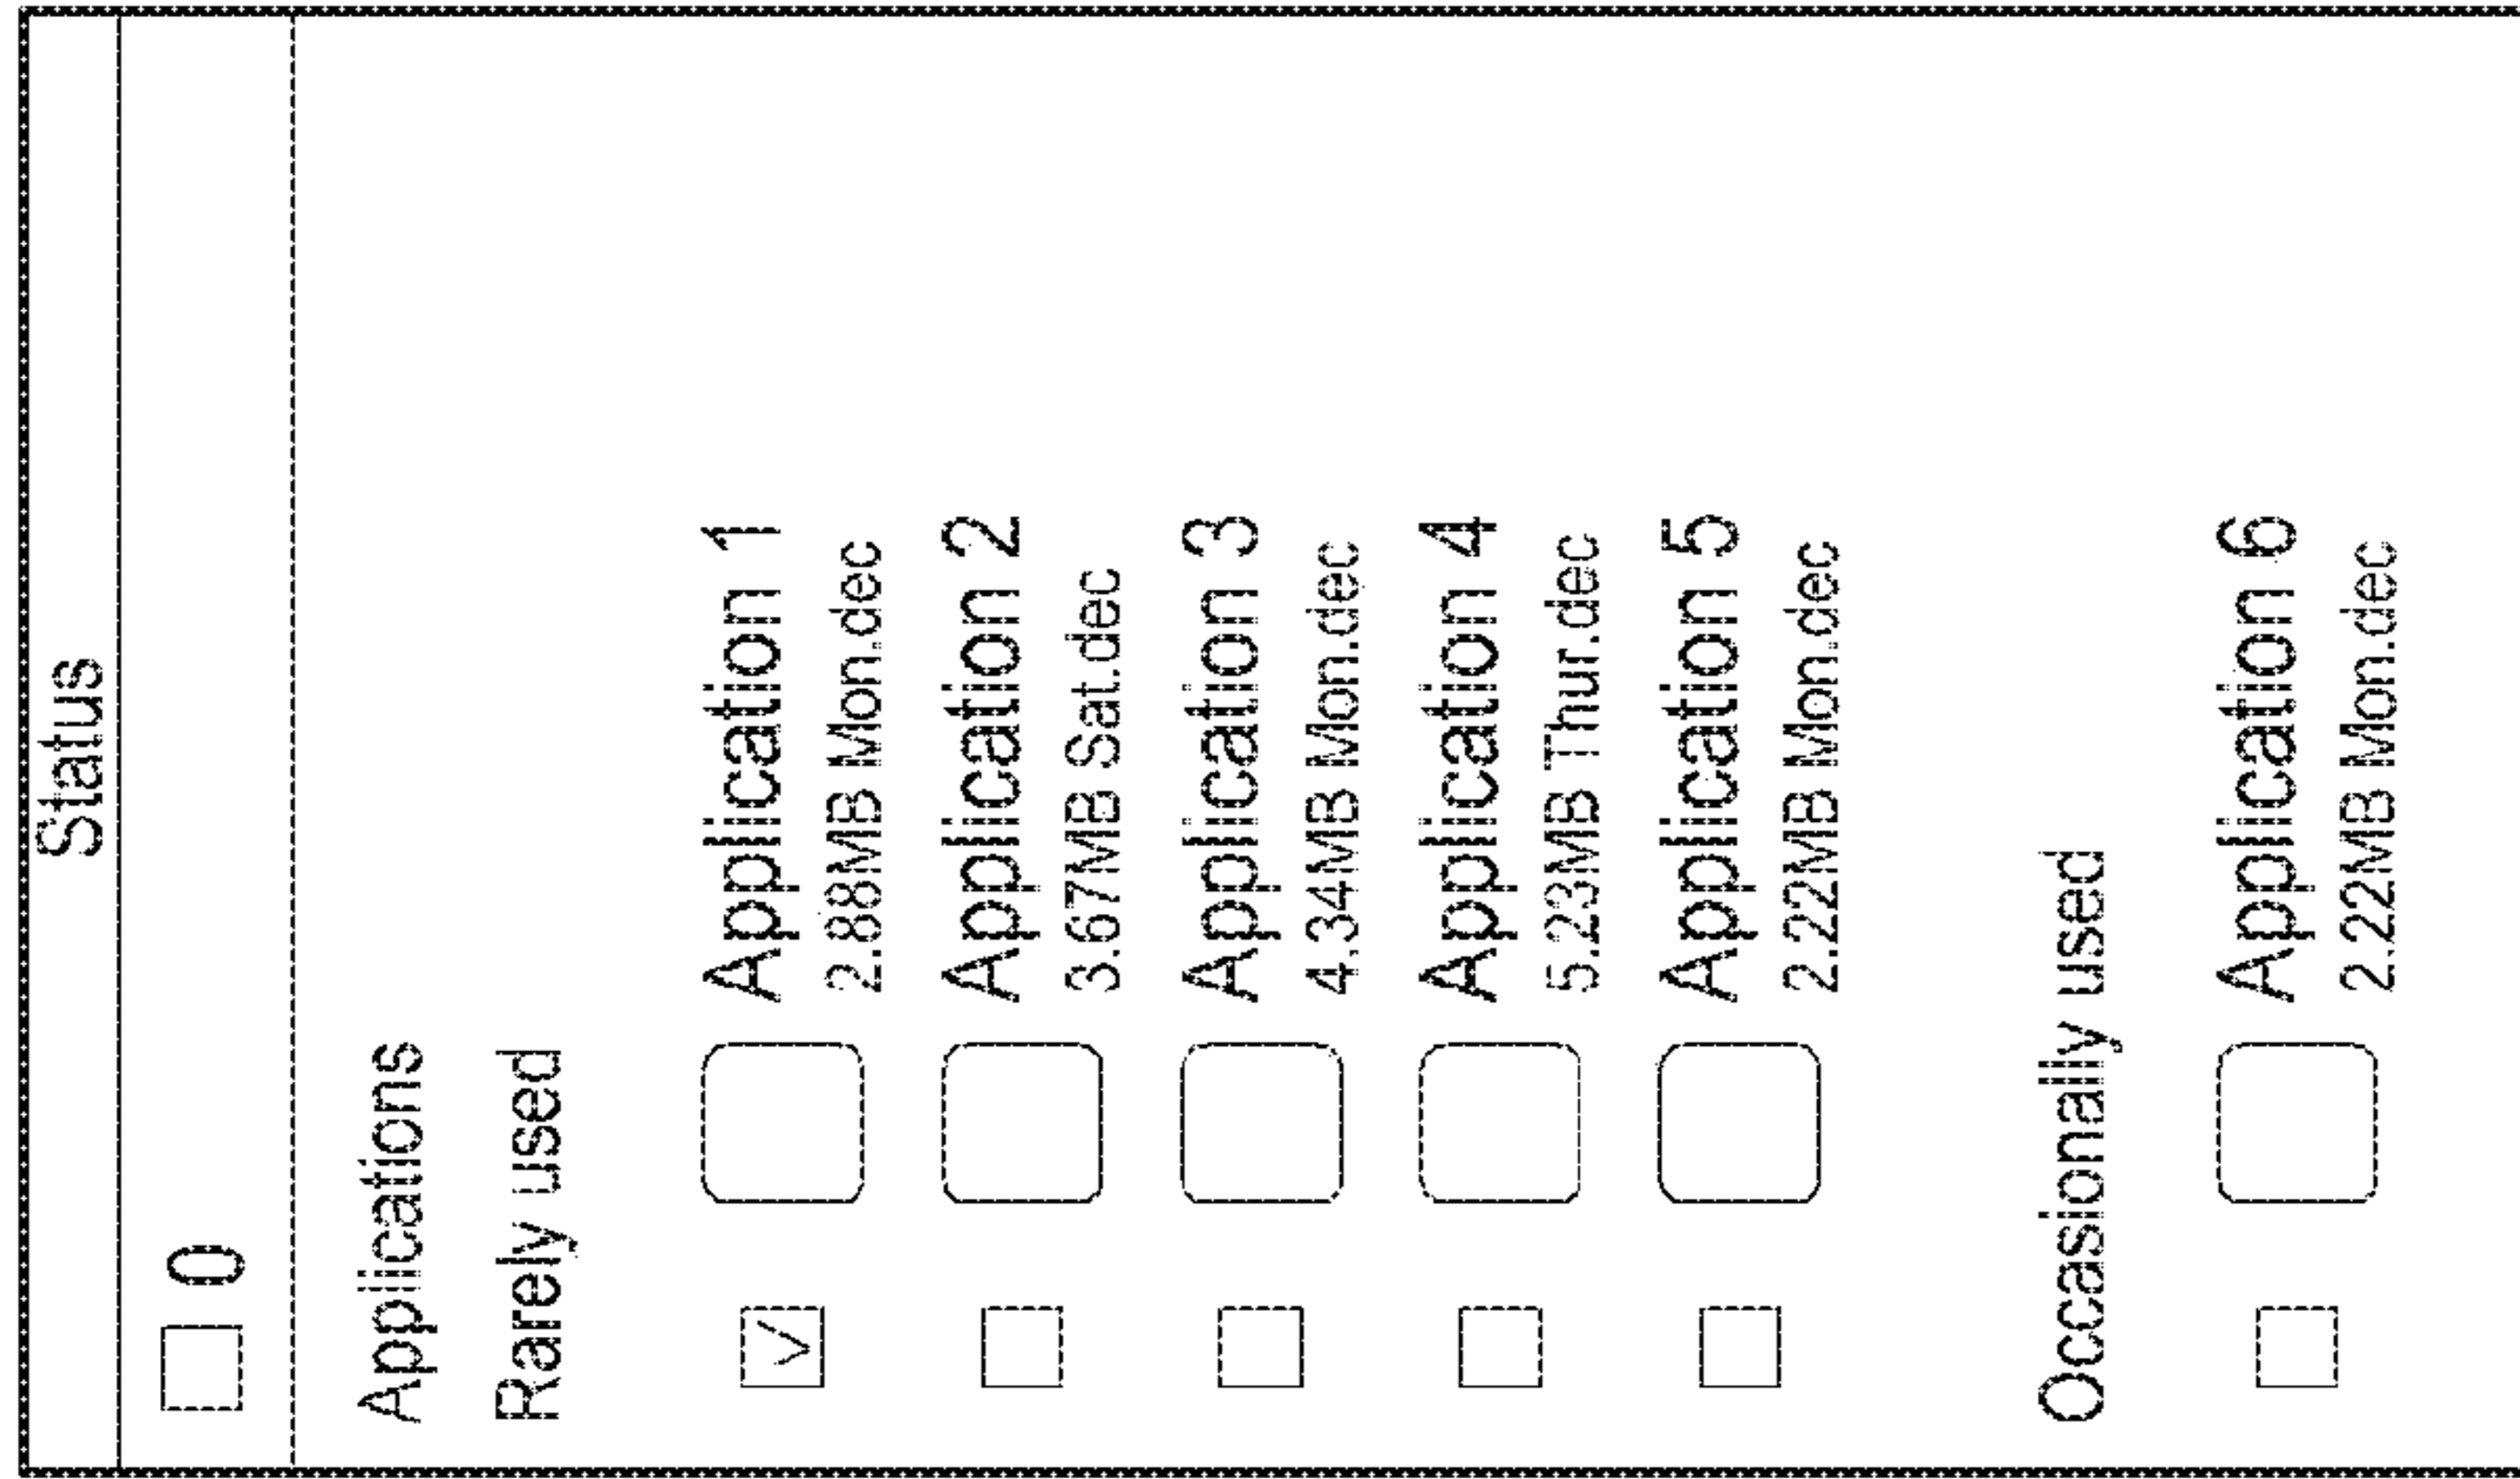 Status
0
Applications
Rarely used
Application 1
2.88MB Mon.dec
Application 2
3.67MB Sat.dec
Application 3
4.34MB Mon.dec
Application 4
5.23MB Thur.dec
Application 5
2.22MB Mon.dec
Occasionally used
Application 6
2.22MB Mon.dec